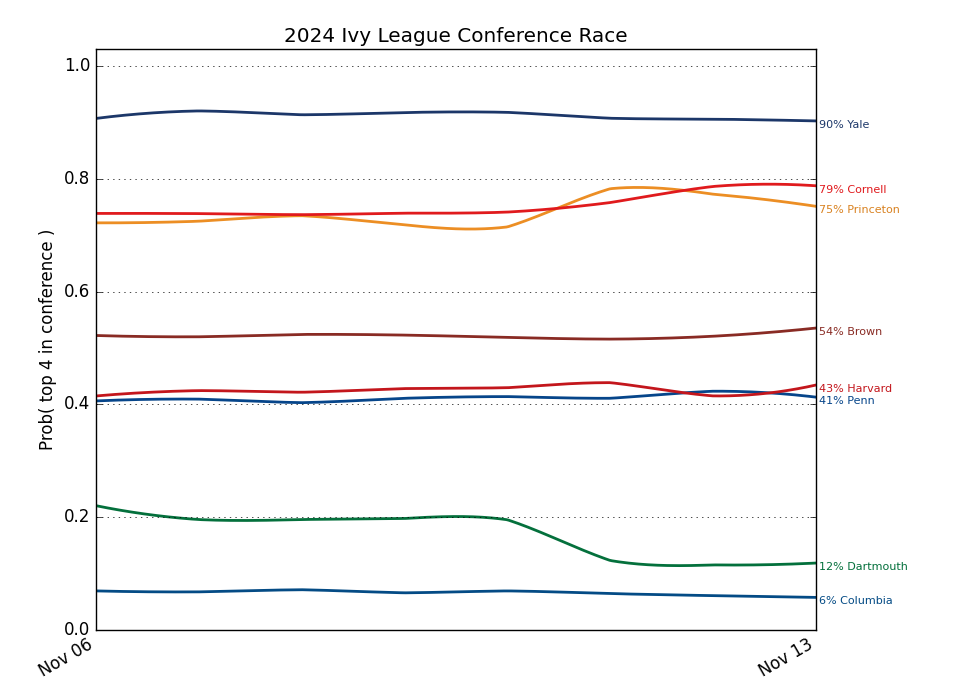 2024 Ivy League Conference Race
Prob( top 4 in conference )
1.0
0.8
0.6
0.4
0.2
0.0
Nov 06
Nov 13
90% Yale
79% Cornell
75% Princeton
54% Brown
43% Harvard
41% Penn
12% Dartmouth
6% Columbia